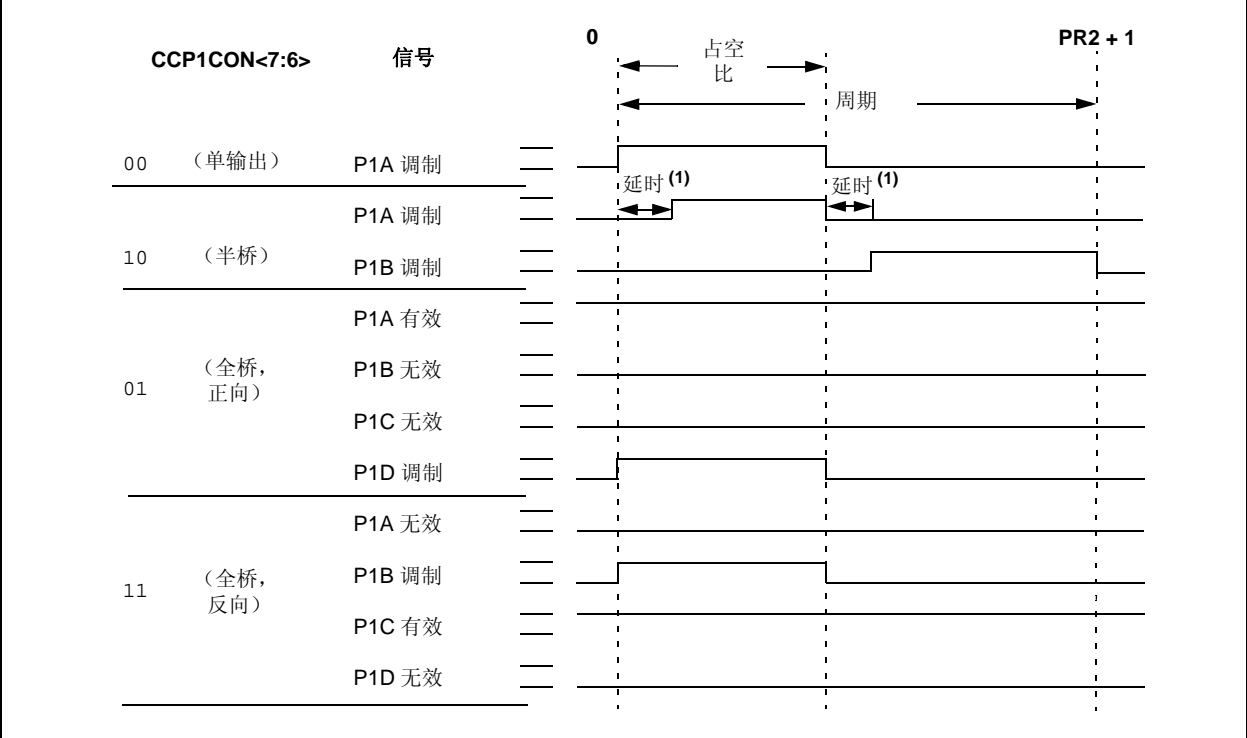 CCP1CON<7:6> 信号 0 占空 PR2 + 1
比
周期
00 （单输出） P1A 调制
延时(1) 延时(1)
P1A 调制
10 （半桥） P1B 调制
P1A 有效
01 （全桥， P1B 无效
正向）
P1C 无效
P1D 调制
P1A 无效
11 （全桥， P1B 调制
反向）
P1C 有效
P1D 无效